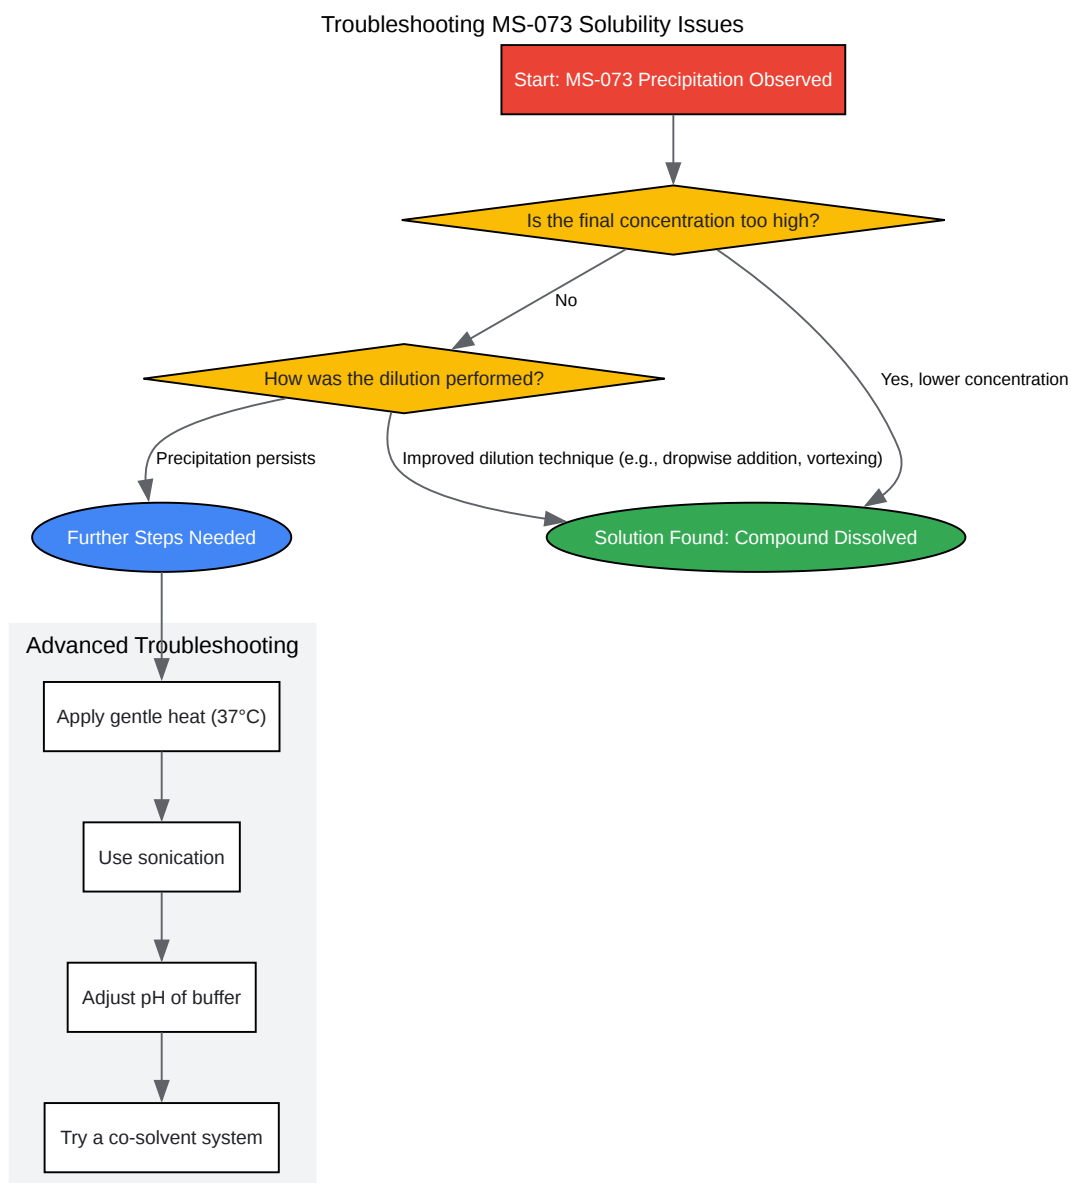 Troubleshooting MS-073 Solubility Issues
Start: MS-073 Precipitation Observed
Is the final concentration too high?
No
How was the dilution performed?
Yes, lower concentration
Precipitation persists
Improved dilution technique (e.g., dropwise addition, vortexing)
Further Steps Needed
Solution Found: Compound Dissolved
Advanced Troubleshooting
Apply gentle heat (37°C)
Use sonication
Adjust pH of buffer
Try a co-solvent system